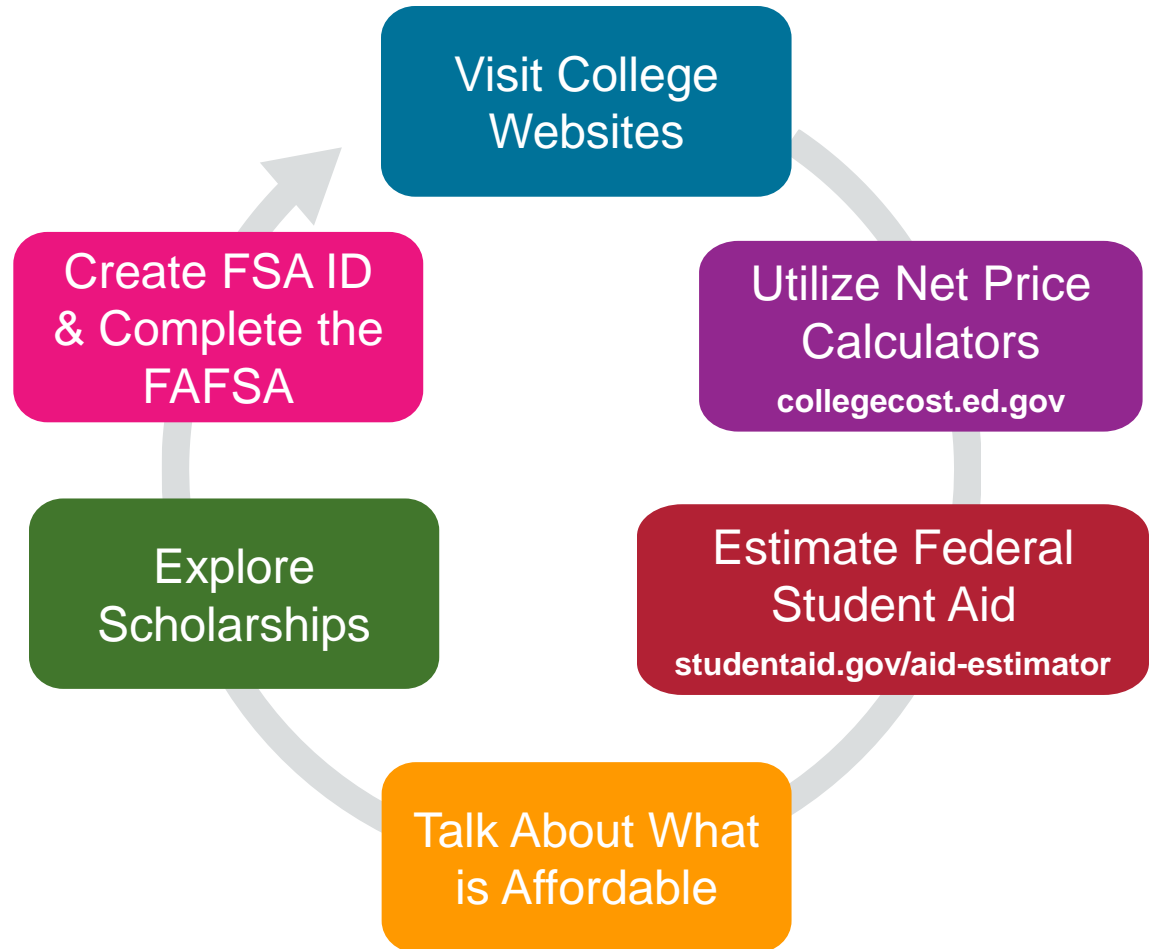 Visit College
Websites
Utilize Net Price
Calculators
collegecost.ed.gov
Estimate Federal
Student Aid
studentaid.gov/aid-estimator
Talk About What
is Affordable
Explore
Scholarships
Create FSA ID
& Complete the
FAFSA